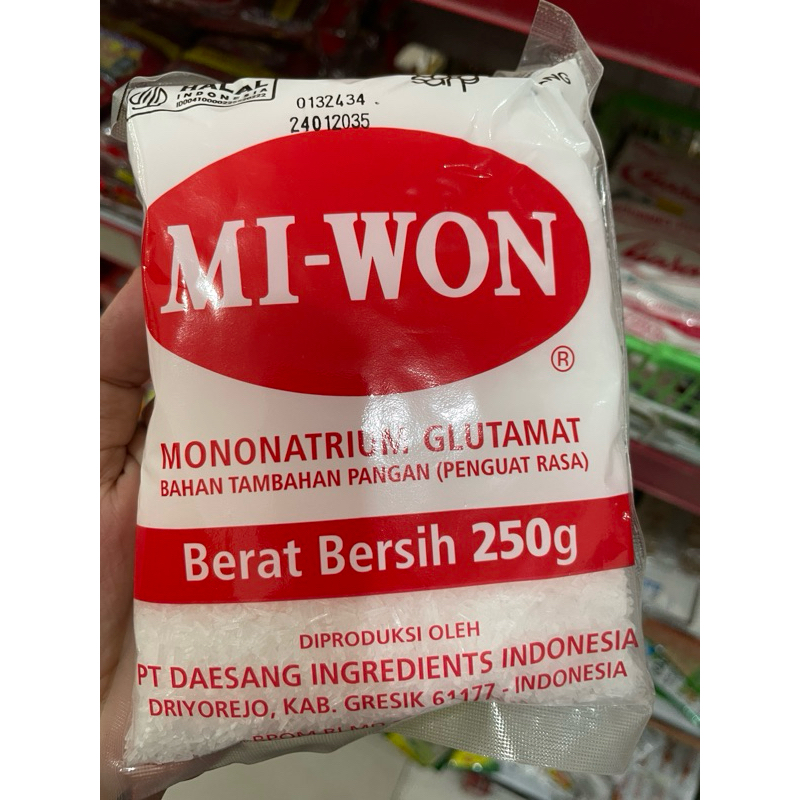 HALAL
INDONESIA
0132434
24012035
MI-WON
®
MONONATRIUM GLUTAMAT
BAHAN TAMBAHAN PANGAN (PENGUAT RASA)
Berat Bersih 250g
DIPRODUKSI OLEH
PT DAESANG INGREDIENTS INDONESIA
DRIYOREJO, KAB. GRESIK 61177 - INDONESIA